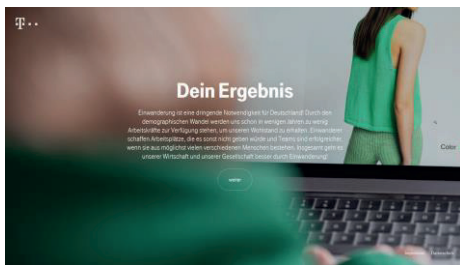 T
Dein Ergebnis
Einwanderung ist eine dringende Notwendigkeit für Deutschland! Durch den
demographischen Wandel werden uns schon in wenigen Jahren zu wenig
Arbeitskräfte zur Verfügung stehen, um unseren Wohlstand zu erhalten. Einwanderer
schaffen Arbeitsplätze, die es sonst nicht geben würde und Teams sind erfolgreicher,
wenn sie aus möglichst vielen verschiedenen Menschen bestehen. Insgesamt geht es
unserer Wirtschaft und unserer Gesellschaft besser durch Einwanderung!
Color
weiter